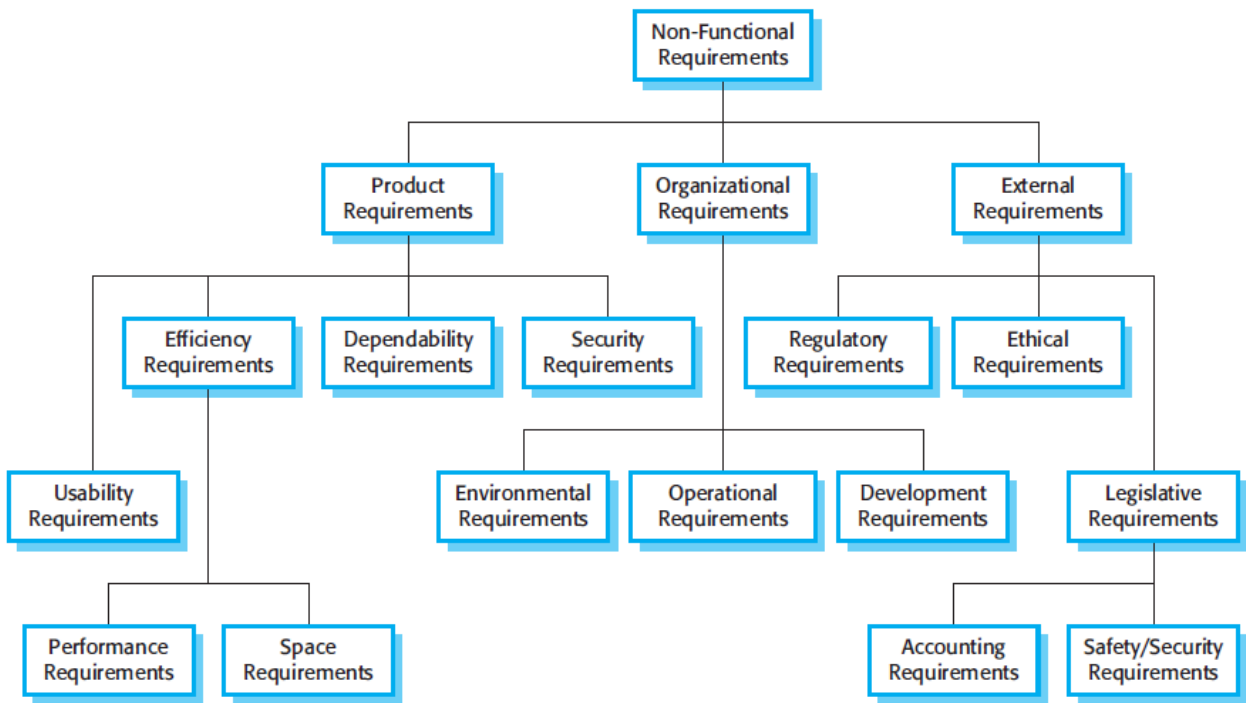 Non-Functional
Requirements
Product
Requirements
Organizational
Requirements
External
Requirements
Efficiency
Requirements
Dependability
Requirements
Security
Requirements
Regulatory
Requirements
Ethical
Requirements
Usability
Requirements
Environmental
Requirements
Operational
Requirements
Development
Requirements
Legislative
Requirements
Performance
Requirements
Space
Requirements
Accounting
Requirements
Safety/Security
Requirements